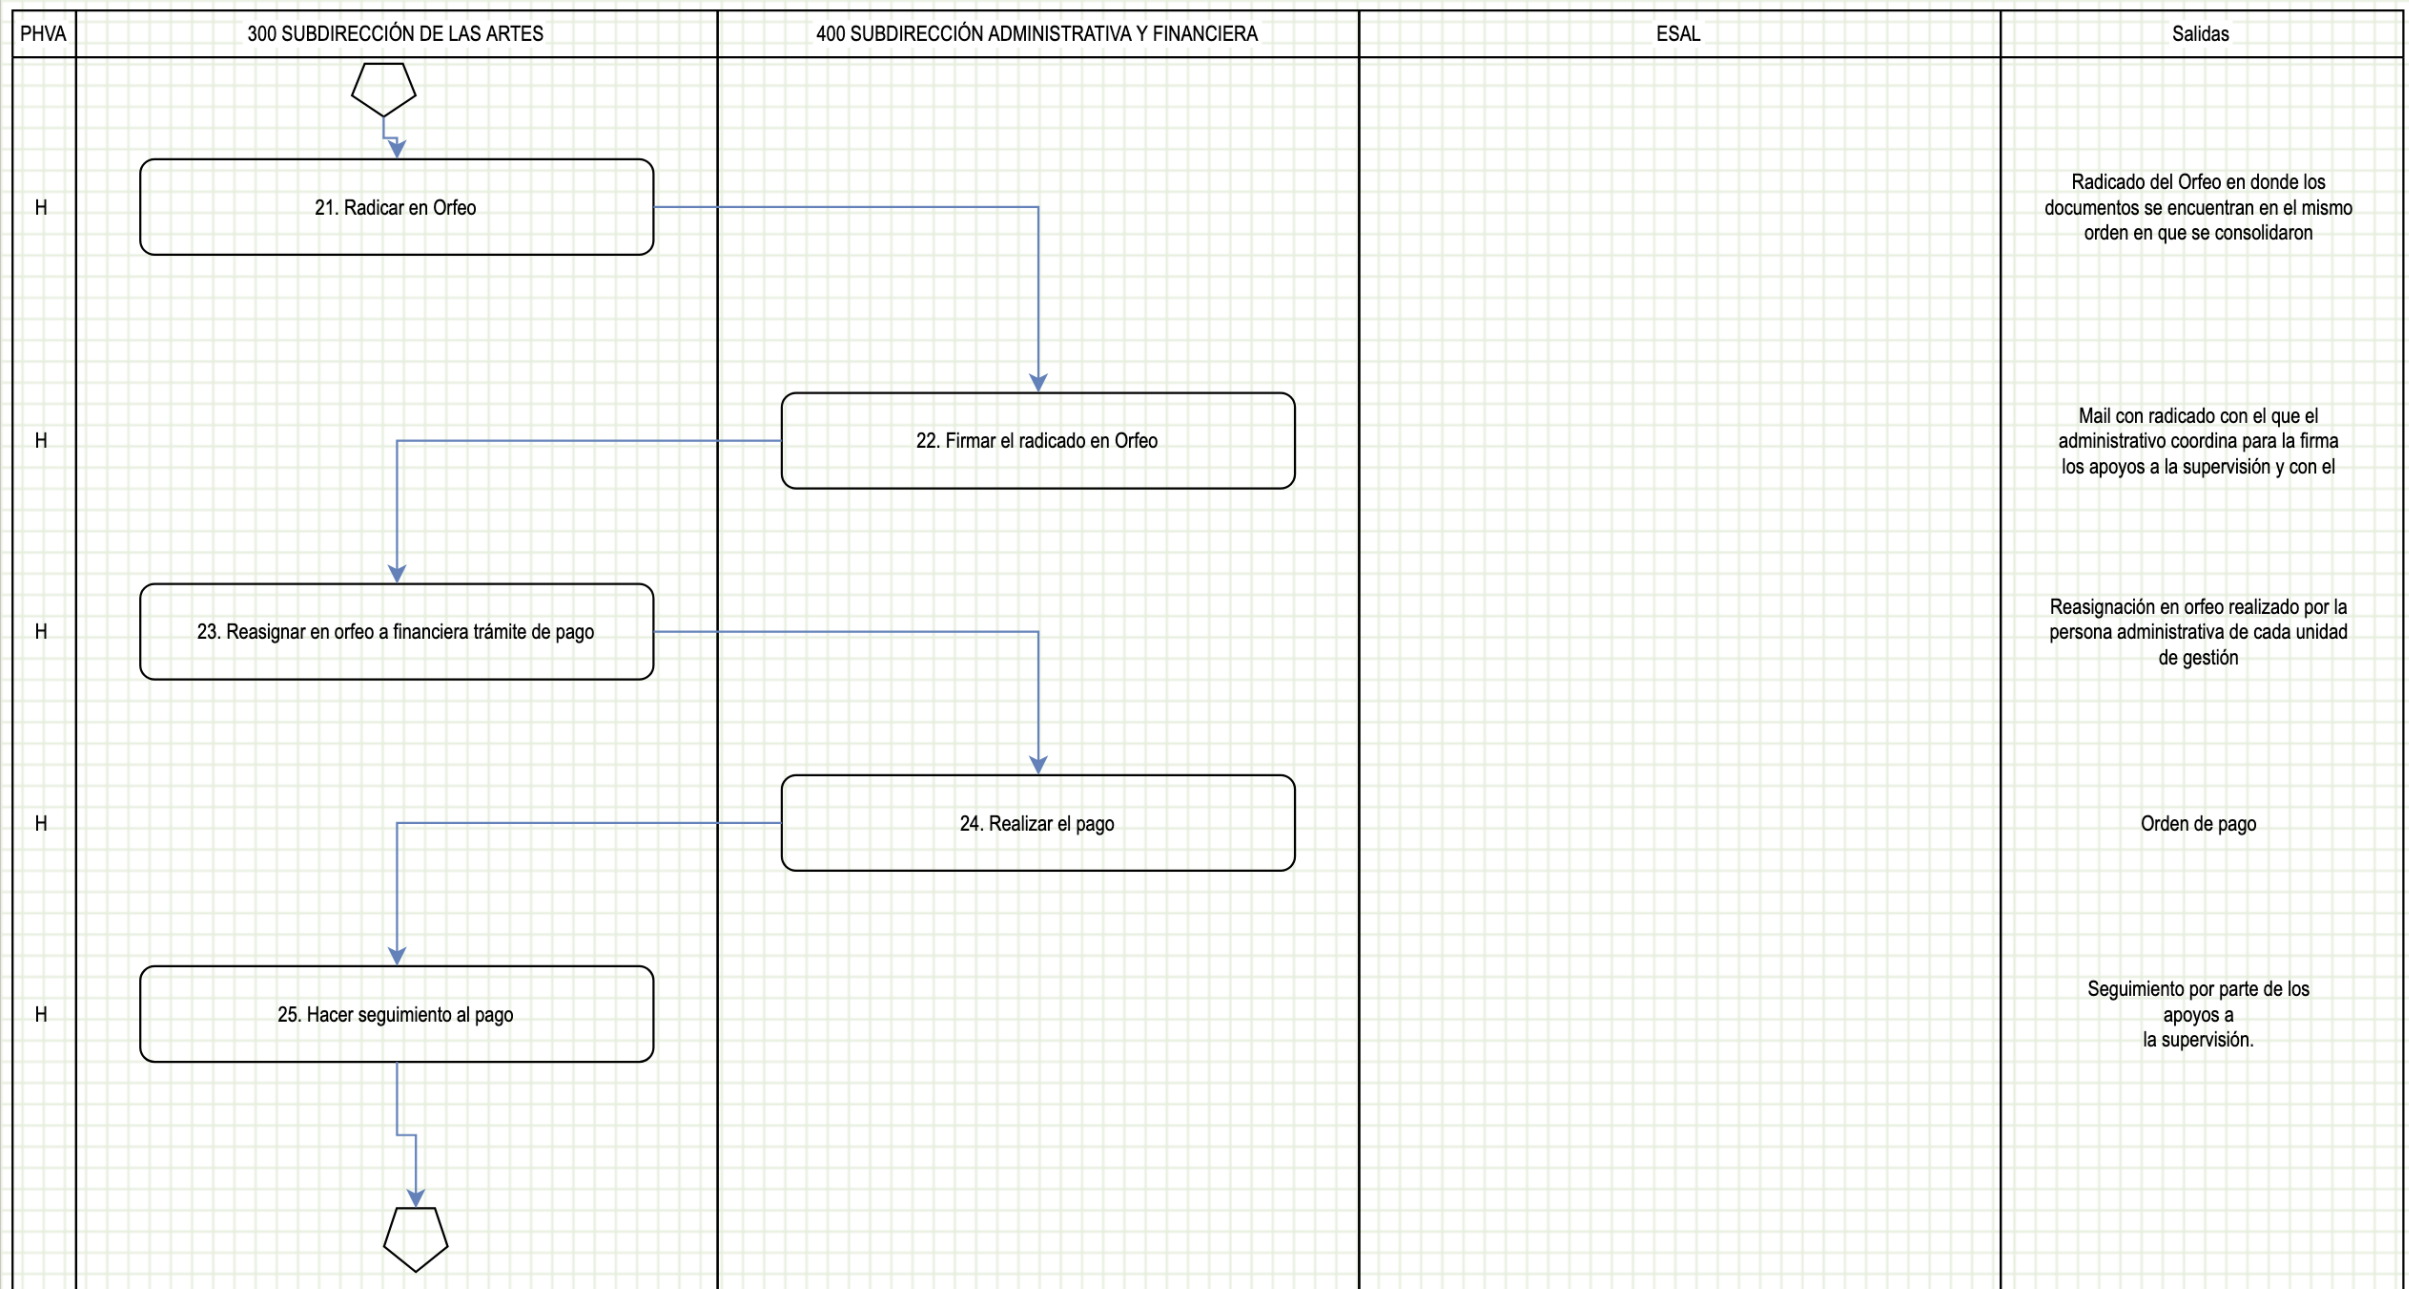 PHVA
300 SUBDIRECCIÓN DE LAS ARTES
400 SUBDIRECCIÓN ADMINISTRATIVA Y FINANCIERA
ESAL
Salidas
H
21. Radicar en Orfeo
Radicado del Orfeo en donde los
documentos se encuentran en el mismo
orden en que se consolidaron
H
22. Firmar el radicado en Orfeo
Mail con radicado con el que el
administrativo coordina para la firma
los apoyos a la supervisión y con el
H
23. Reasignar en orfeo a financiera trámite de pago
Reasignación en orfeo realizado por la
persona administrativa de cada unidad
de gestión
H
24. Realizar el pago
Orden de pago
H
25. Hacer seguimiento al pago
Seguimiento por parte de los
apoyos a
la supervisión.